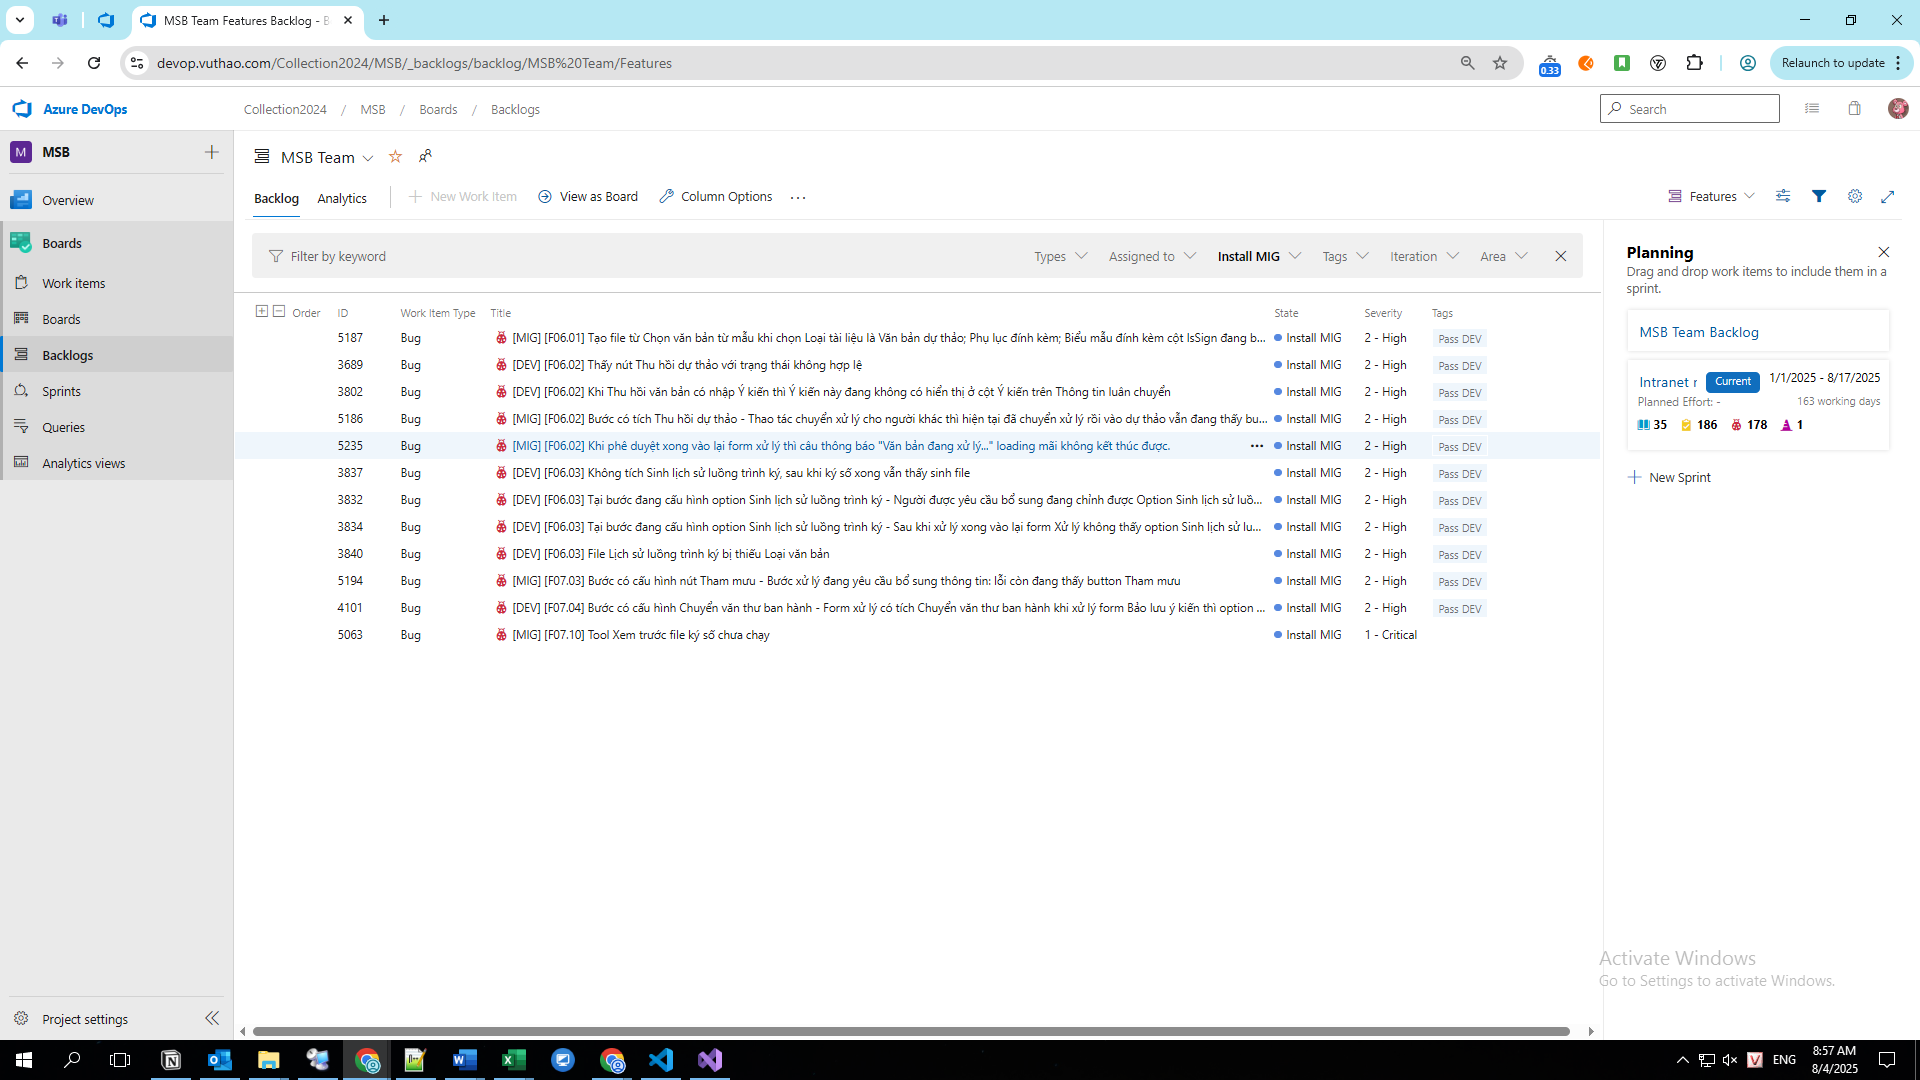 MSB Team Features Backlog - B
devop.vuthao.com/Collection2024/MSB/_backlogs/backlog/MSB%20Team/Features
0.33
Relaunch to update
Azure DevOps
Collection2024 / MSB / Boards / Backlogs
Search
M MSB
Overview
Boards
Work items
Boards
Backlogs
Sprints
Queries
Analytics views
Project settings
MSB Team
Backlog Analytics New Work Item View as Board Column Options
Features
Filter by keyword Types Assigned to Install MIG Tags Iteration Area
Order ID Work Item Type Title State Severity Tags
5187 Bug [MIG] [F06.01] Tạo file từ Chọn văn bản từ mẫu khi chọn Loại tài liệu là Văn bản dự thảo; Phụ lục đính kèm; Biểu mẫu đính kèm cột IsSign đang b... Install MIG 2 - High Pass DEV
3689 Bug [DEV] [F06.02] Thấy nút Thu hồi dự thảo với trạng thái không hợp lệ Install MIG 2 - High Pass DEV
3802 Bug [DEV] [F06.02] Khi Thu hồi văn bản có nhập Ý kiến thì Ý kiến này đang không có hiển thị ở cột Ý kiến trên Thông tin luân chuyển Install MIG 2 - High Pass DEV
5186 Bug [MIG] [F06.02] Bước có tích Thu hồi dự thảo - Thao tác chuyển xử lý cho người khác thì hiện tại đã chuyển xử lý rồi vào dự thảo vẫn đang thấy bu... Install MIG 2 - High Pass DEV
5235 Bug [MIG] [F06.02] Khi phê duyệt xong vào lại form xử lý thì câu thông báo "Văn bản đang xử lý..." loading mãi không kết thúc được. Install MIG 2 - High Pass DEV
3837 Bug [DEV] [F06.03] Không tích Sinh lịch sử luồng trình ký, sau khi ký số xong vẫn thấy sinh file Install MIG 2 - High Pass DEV
3832 Bug [DEV] [F06.03] Tại bước đang cấu hình option Sinh lịch sử luồng trình ký - Người được yêu cầu bổ sung đang chỉnh được Option Sinh lịch sử luồ... Install MIG 2 - High Pass DEV
3834 Bug [DEV] [F06.03] Tại bước đang cấu hình option Sinh lịch sử luồng trình ký - Sau khi xử lý xong vào lại form Xử lý không thấy option Sinh lịch sử lu... Install MIG 2 - High Pass DEV
3840 Bug [DEV] [F06.03] File Lịch sử luồng trình ký bị thiếu Loại văn bản Install MIG 2 - High Pass DEV
5194 Bug [MIG] [F07.03] Bước có cấu hình nút Tham mưu - Bước xử lý đang yêu cầu bổ sung thông tin: lỗi còn đang thấy button Tham mưu Install MIG 2 - High Pass DEV
4101 Bug [DEV] [F07.04] Bước có cấu hình Chuyển văn thư ban hành - Form xử lý có tích Chuyển văn thư ban hành khi xử lý form Bảo lưu ý kiến thì option ... Install MIG 2 - High Pass DEV
5063 Bug [MIG] [F07.10] Tool Xem trước file ký số chưa chạy Install MIG 1 - Critical
Planning
Drag and drop work items to include them in a
sprint.
MSB Team Backlog
Intranet r Current 1/1/2025 - 8/17/2025
Planned Effort: - 163 working days
35 186 178 1
New Sprint
Activate Windows
Go to Settings to activate Windows.
ENG
8:57 AM
8/4/2025